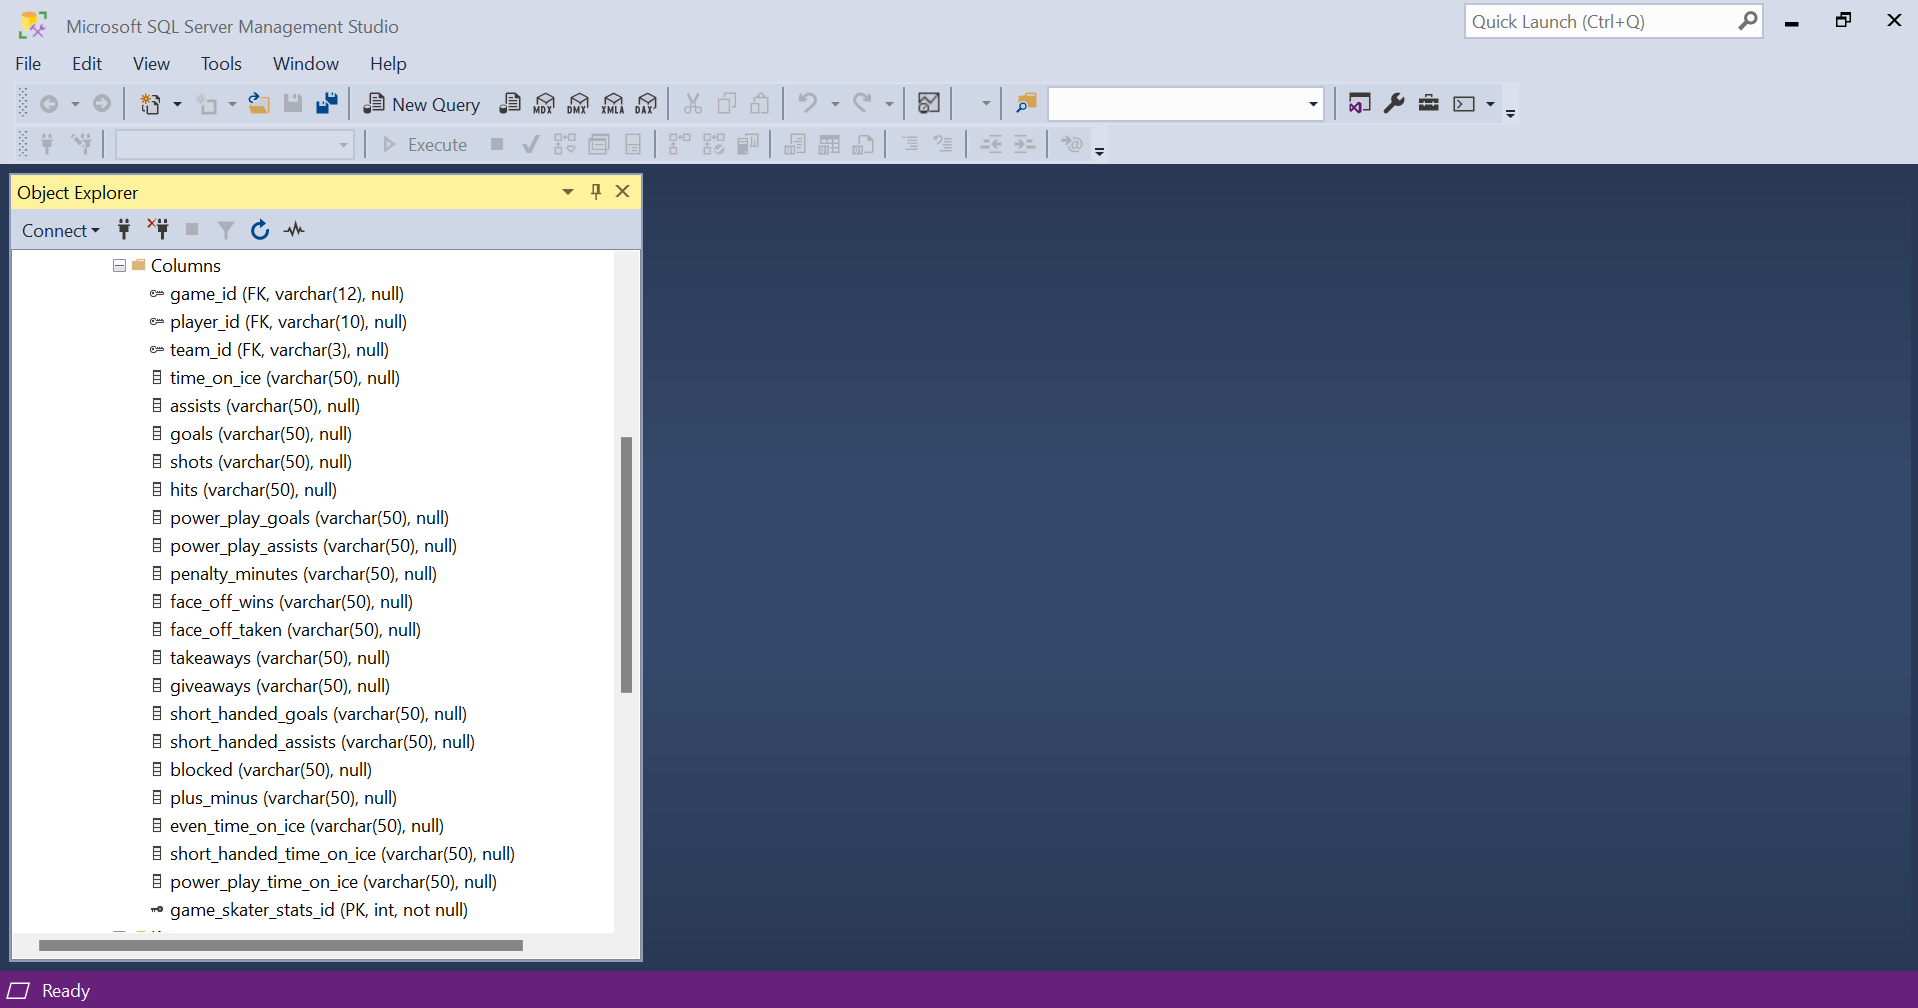 Microsoft SQL Server Management Studio
Quick Launch (Ctrl+Q)
File Edit View Tools Window Help
New Query MDX DMX XMLA DAX
Execute
Object Explorer
Connect
Columns
game_id (FK, varchar(12), null)
player_id (FK, varchar(10), null)
team_id (FK, varchar(3), null)
time_on_ice (varchar(50), null)
assists (varchar(50), null)
goals (varchar(50), null)
shots (varchar(50), null)
hits (varchar(50), null)
power_play_goals (varchar(50), null)
power_play_assists (varchar(50), null)
penalty_minutes (varchar(50), null)
face_off_wins (varchar(50), null)
face_off_taken (varchar(50), null)
takeaways (varchar(50), null)
giveaways (varchar(50), null)
short_handed_goals (varchar(50), null)
short_handed_assists (varchar(50), null)
blocked (varchar(50), null)
plus_minus (varchar(50), null)
even_time_on_ice (varchar(50), null)
short_handed_time_on_ice (varchar(50), null)
power_play_time_on_ice (varchar(50), null)
game_skater_stats_id (PK, int, not null)
Ready